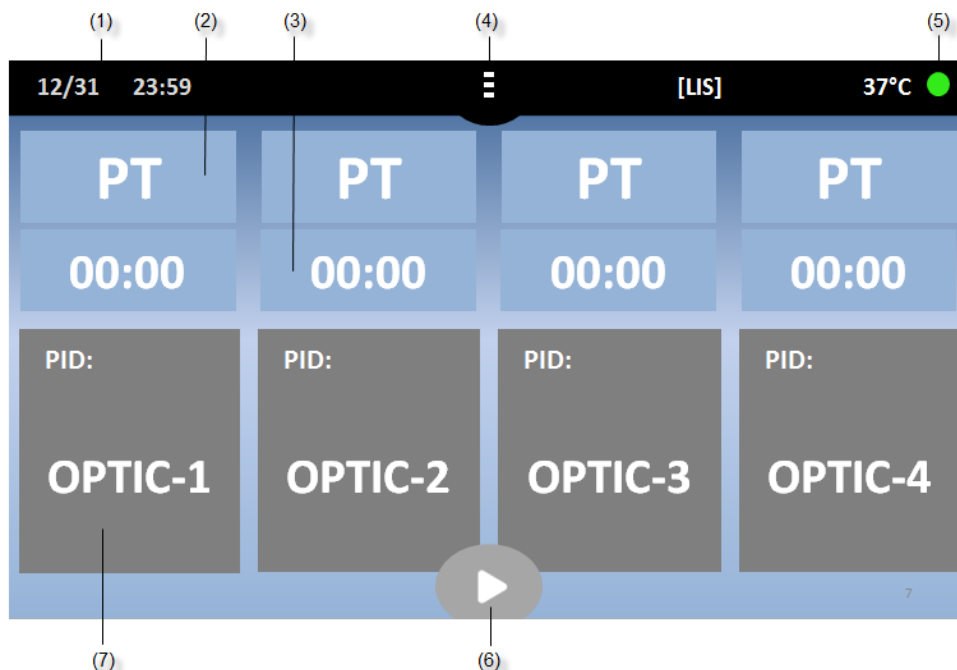 (1) (2) (3) (4) (5)
12/31 23:59 [LIS] 37°C
PT PT PT PT
00:00 00:00 00:00 00:00
PID: PID: PID: PID:
OPTIC-1 OPTIC-2 OPTIC-3 OPTIC-4
7
(7) (6)